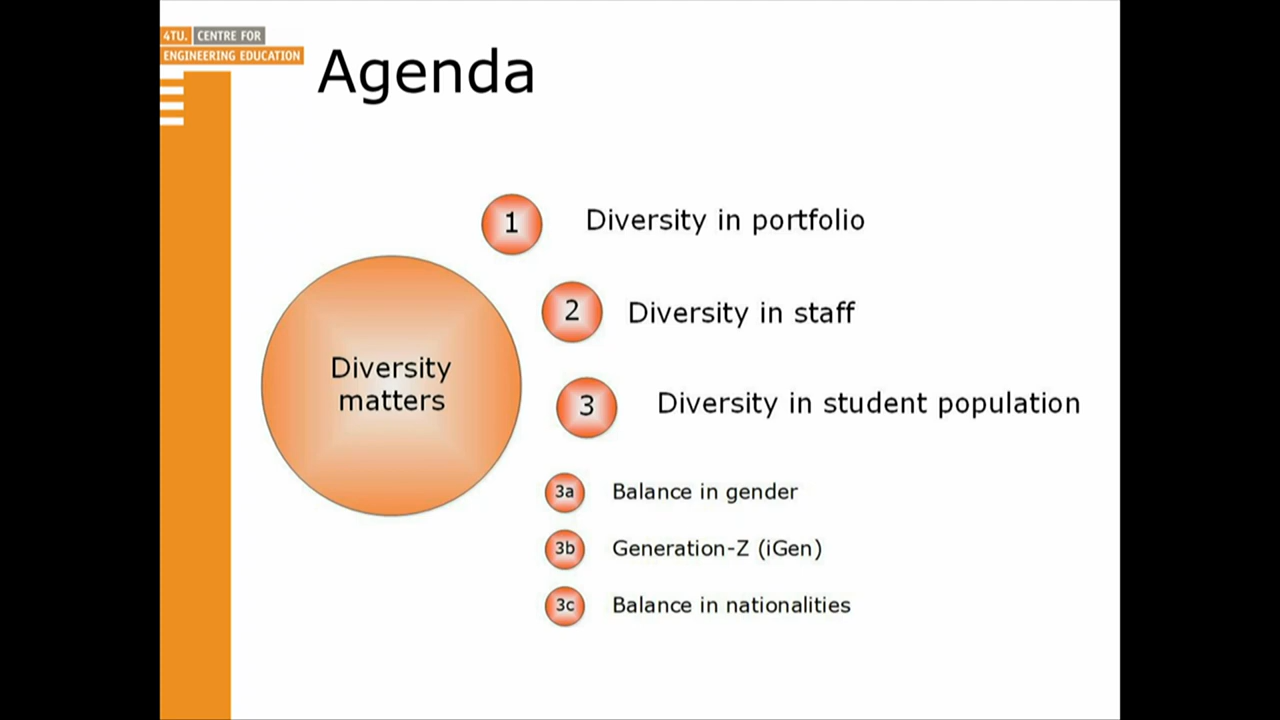 4TU. CENTRE FOR
ENGINEERING EDUCATION
Agenda
1 Diversity in portfolio
2 Diversity in staff
Diversity
matters
3 Diversity in student population
3a Balance in gender
3b Generation-Z (iGen)
3c Balance in nationalities